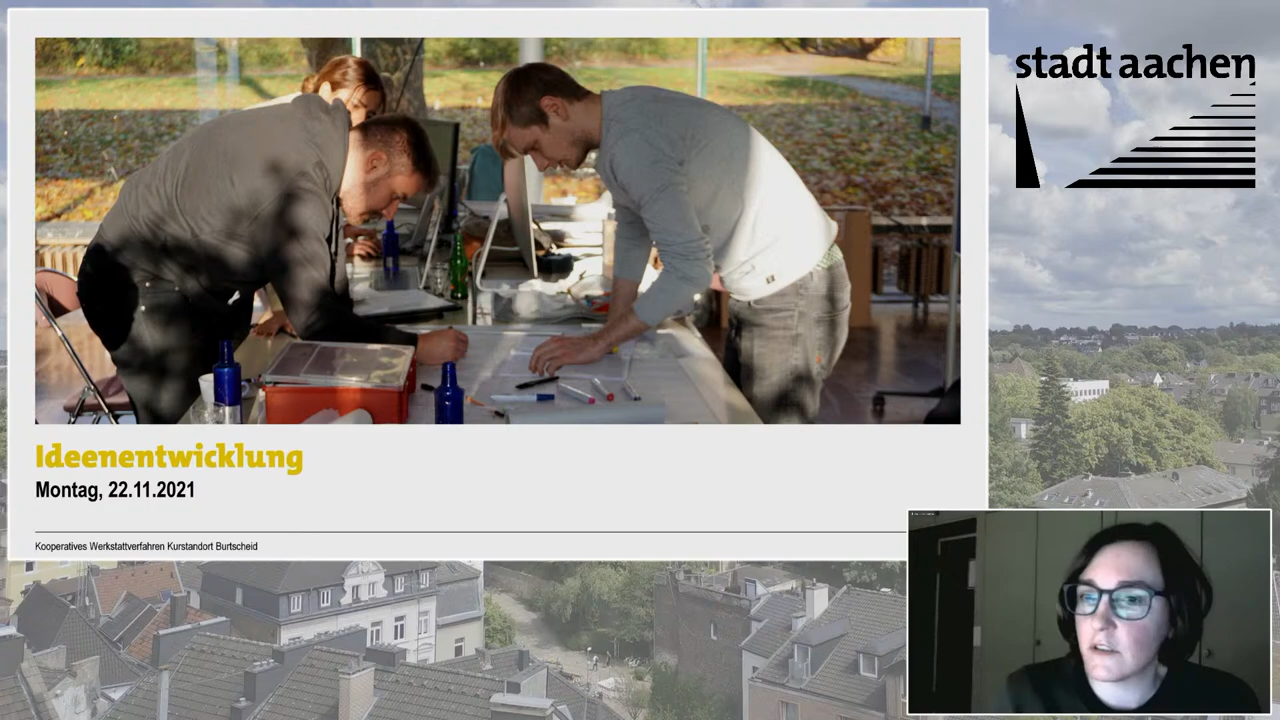 stadt aachen
Ideenentwicklung
Montag, 22.11.2021
Kooperatives Werkstattverfahren Kurstandort Burtscheid